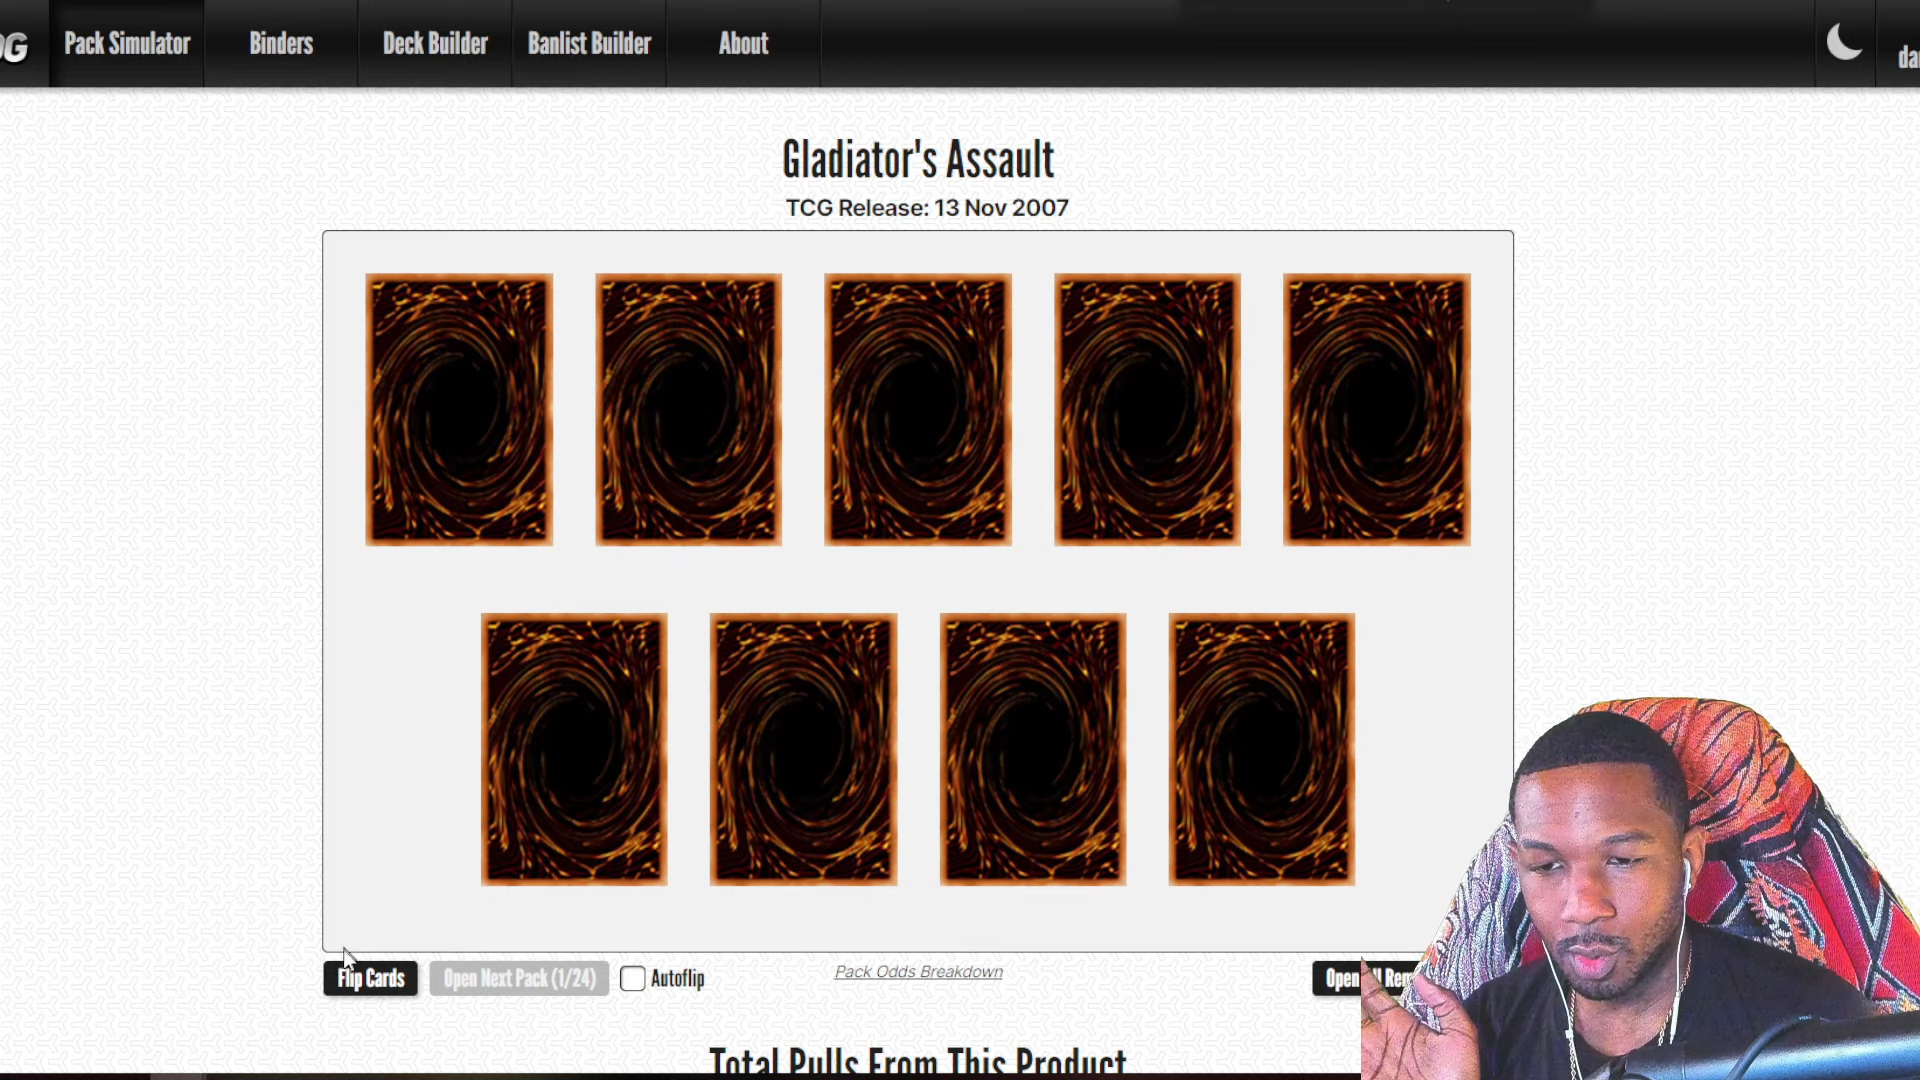 Pack Simulator
Binders
Deck Builder
Banlist Builder
About
Gladiator's Assault
TCG Release: 13 Nov 2007
Flip Cards
Open Next Pack (1/24)
Autoflip
Pack Odds Breakdown
Open
Total Pulls From This Product